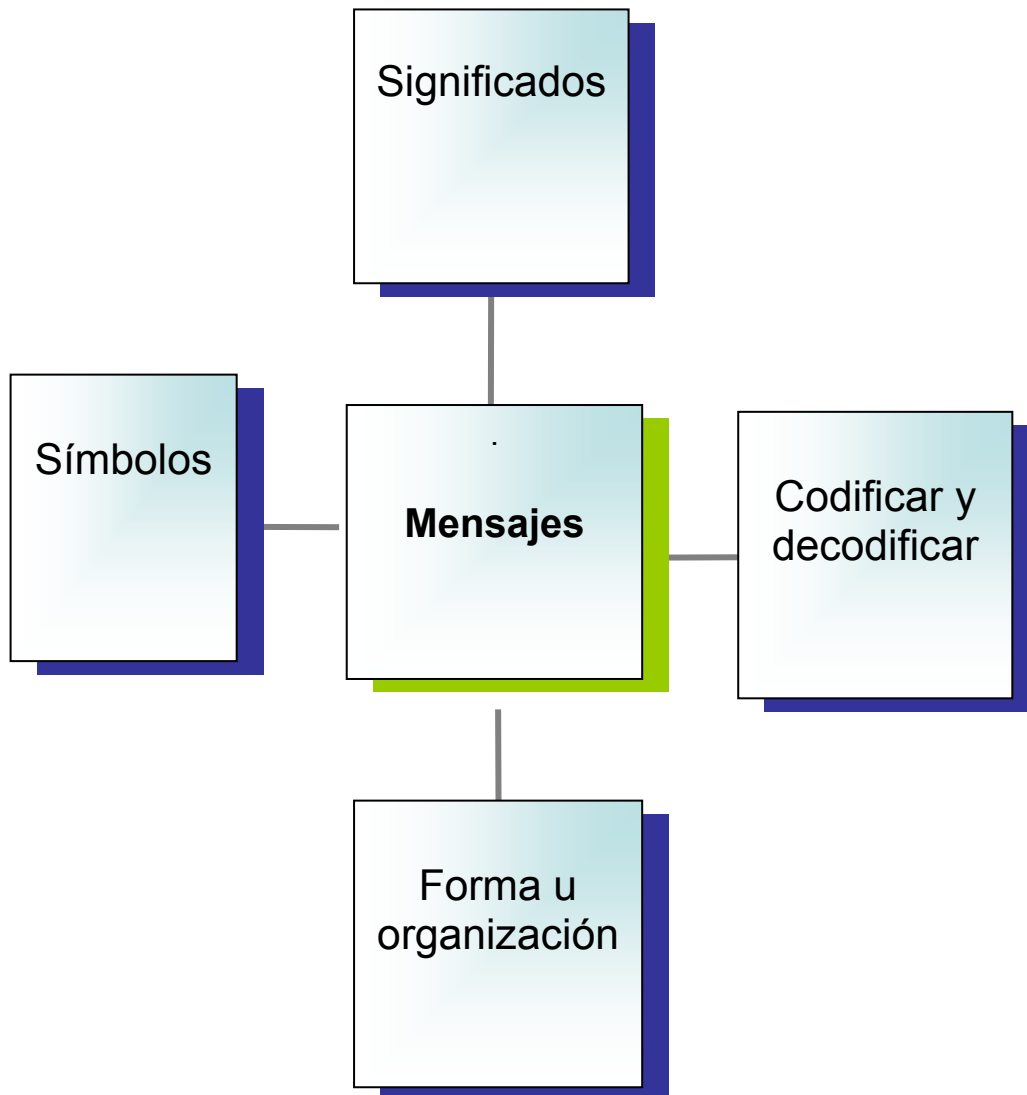 Significados
Símbolos
.
Mensajes
Codificar y
decodificar
Forma u
organización